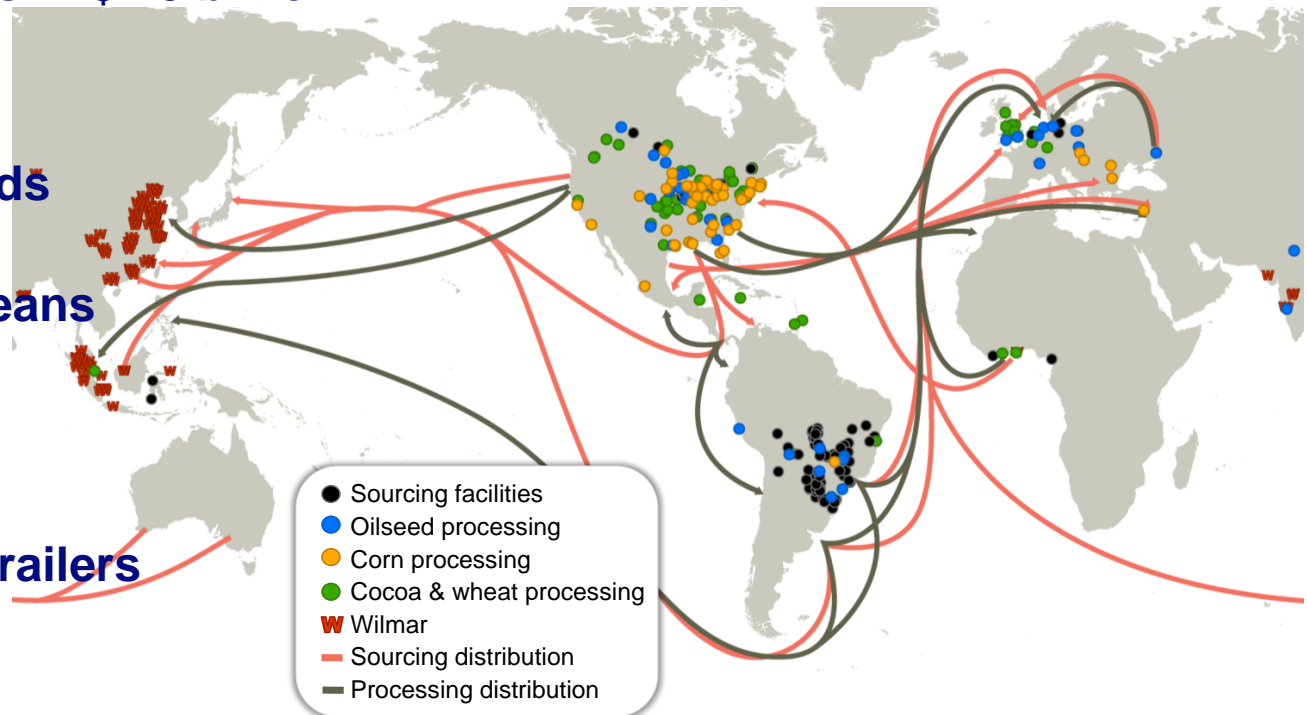 ds
eans
railers
Sourcing facilities
Oilseed processing
Corn processing
Cocoa & wheat processing
W Wilmar
Sourcing distribution
Processing distribution